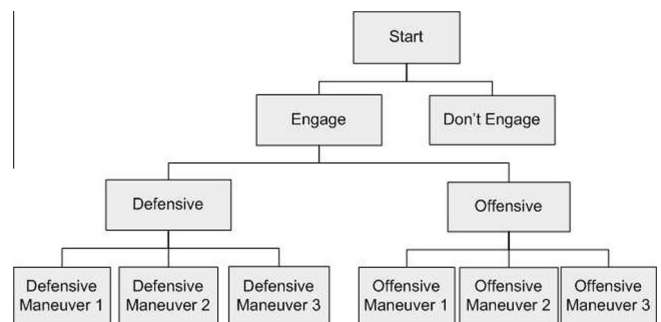 Start
Engage
Don't Engage
Defensive
Offensive
Defensive
Maneuver 1
Defensive
Maneuver 2
Defensive
Maneuver 3
Offensive
Maneuver 1
Offensive
Maneuver 2
Offensive
Maneuver 3